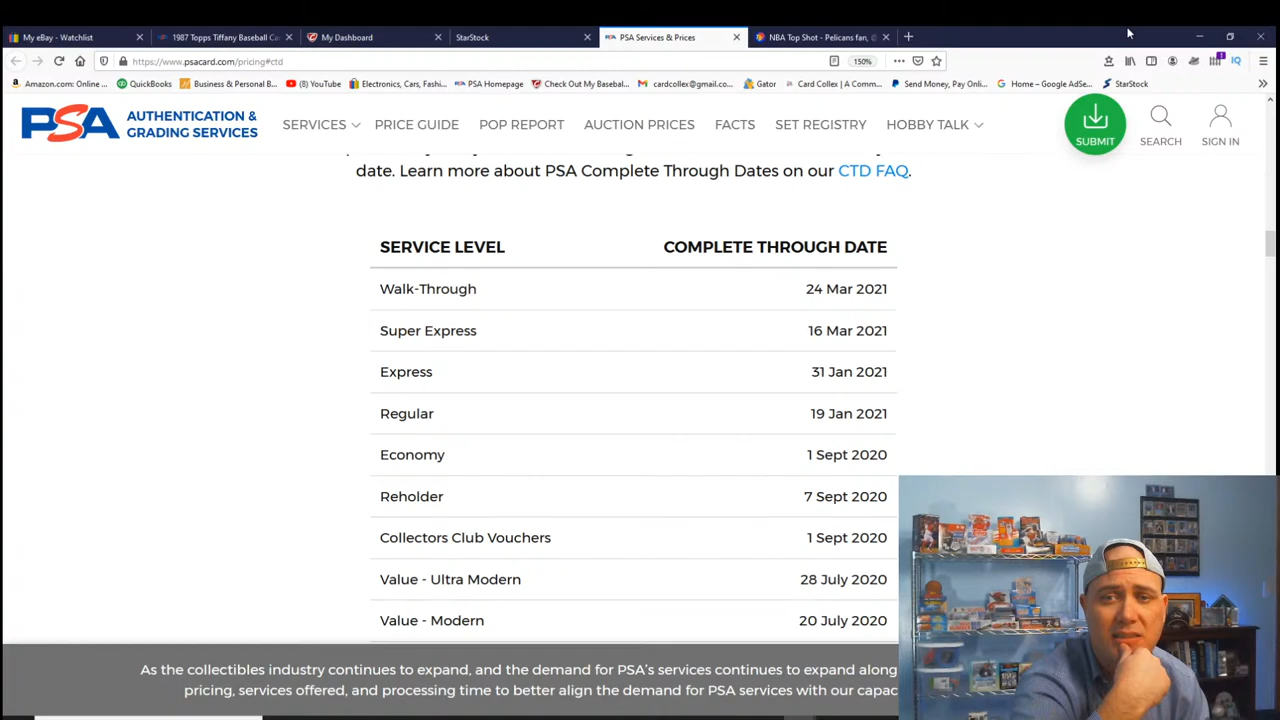 My eBay - Watchlist
1987 Topps Tiffany Baseball Ca
My Dashboard
StarStock
PSA PSA Services & Prices
NBA Top Shot - Pelicans fan,
https://www.psacard.com/pricing#ctd
150%
Amazon.com: Online ...
QuickBooks
Business & Personal B...
(8) YouTube
Electronics, Cars, Fashi...
PSA Homepage
Check Out My Baseball...
cardcollex@gmail.co...
Gator
Card Collex | A Comm...
Send Money, Pay Onli...
Home – Google AdSe...
StarStock
PSA AUTHENTICATION &
GRADING SERVICES
SERVICES
PRICE GUIDE
POP REPORT
AUCTION PRICES
FACTS
SET REGISTRY
HOBBY TALK
SUBMIT
SEARCH
SIGN IN
date. Learn more about PSA Complete Through Dates on our CTD FAQ.
SERVICE LEVEL COMPLETE THROUGH DATE
Walk-Through 24 Mar 2021
Super Express 16 Mar 2021
Express 31 Jan 2021
Regular 19 Jan 2021
Economy 1 Sept 2020
Reholder 7 Sept 2020
Collectors Club Vouchers 1 Sept 2020
Value - Ultra Modern 28 July 2020
Value - Modern 20 July 2020
As the collectibles industry continues to expand, and the demand for PSA's services continues to expand along
pricing, services offered, and processing time to better align the demand for PSA services with our capac